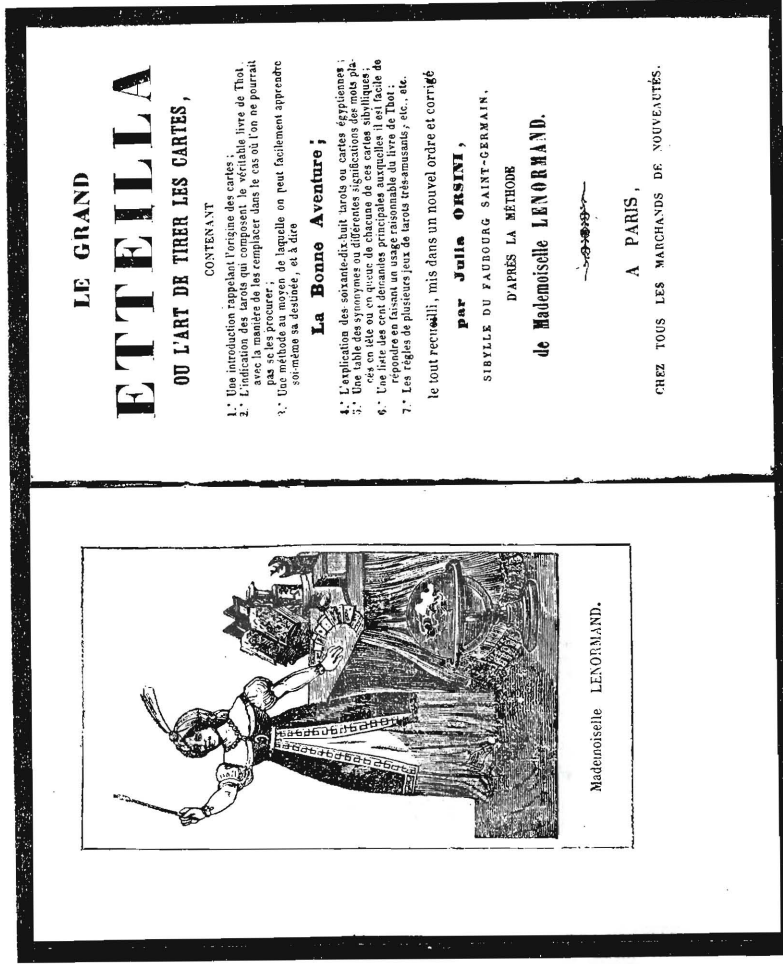 Mademoiselle LENORMAND.
LE GRAND
ETTEILLA
OU L'ART DE TIRER LES CARTES,
CONTENANT
1.° Une introduction rappelant l'origine des cartes ;
2.° L'indication des tarots qui composent le véritable livre de Thot,
avec la manière de les remplacer dans le cas où l'on ne pourrait
pas se les procurer ;
3.° Une méthode au moyen de laquelle on peut facilement apprendre
soi-même sa destinée, et à dire
La Bonne Aventure ;
4.° L'explication des soixante-dix-huit tarots ou cartes égyptiennes ;
5.° Une table des synonymes ou différentes significations des mots pla-
cés en tête ou en queue de chacune de ces cartes sibylliques ;
6.° Une liste des cent demandes principales auxquelles il est facile de
répondre en faisant un usage raisonnable du livre de Thot ;
7.° Les règles de plusieurs jeux de tarots très-amusants, etc., etc.
le tout recueilli, mis dans un nouvel ordre et corrigé
par Julia ORSINI,
SIBYLLE DU FAUBOURG SAINT-GERMAIN,
D'APRÈS LA MÉTHODE
de Mademoiselle LENORMAND.
A PARIS,
CHEZ TOUS LES MARCHANDS DE NOUVEAUTÉS.